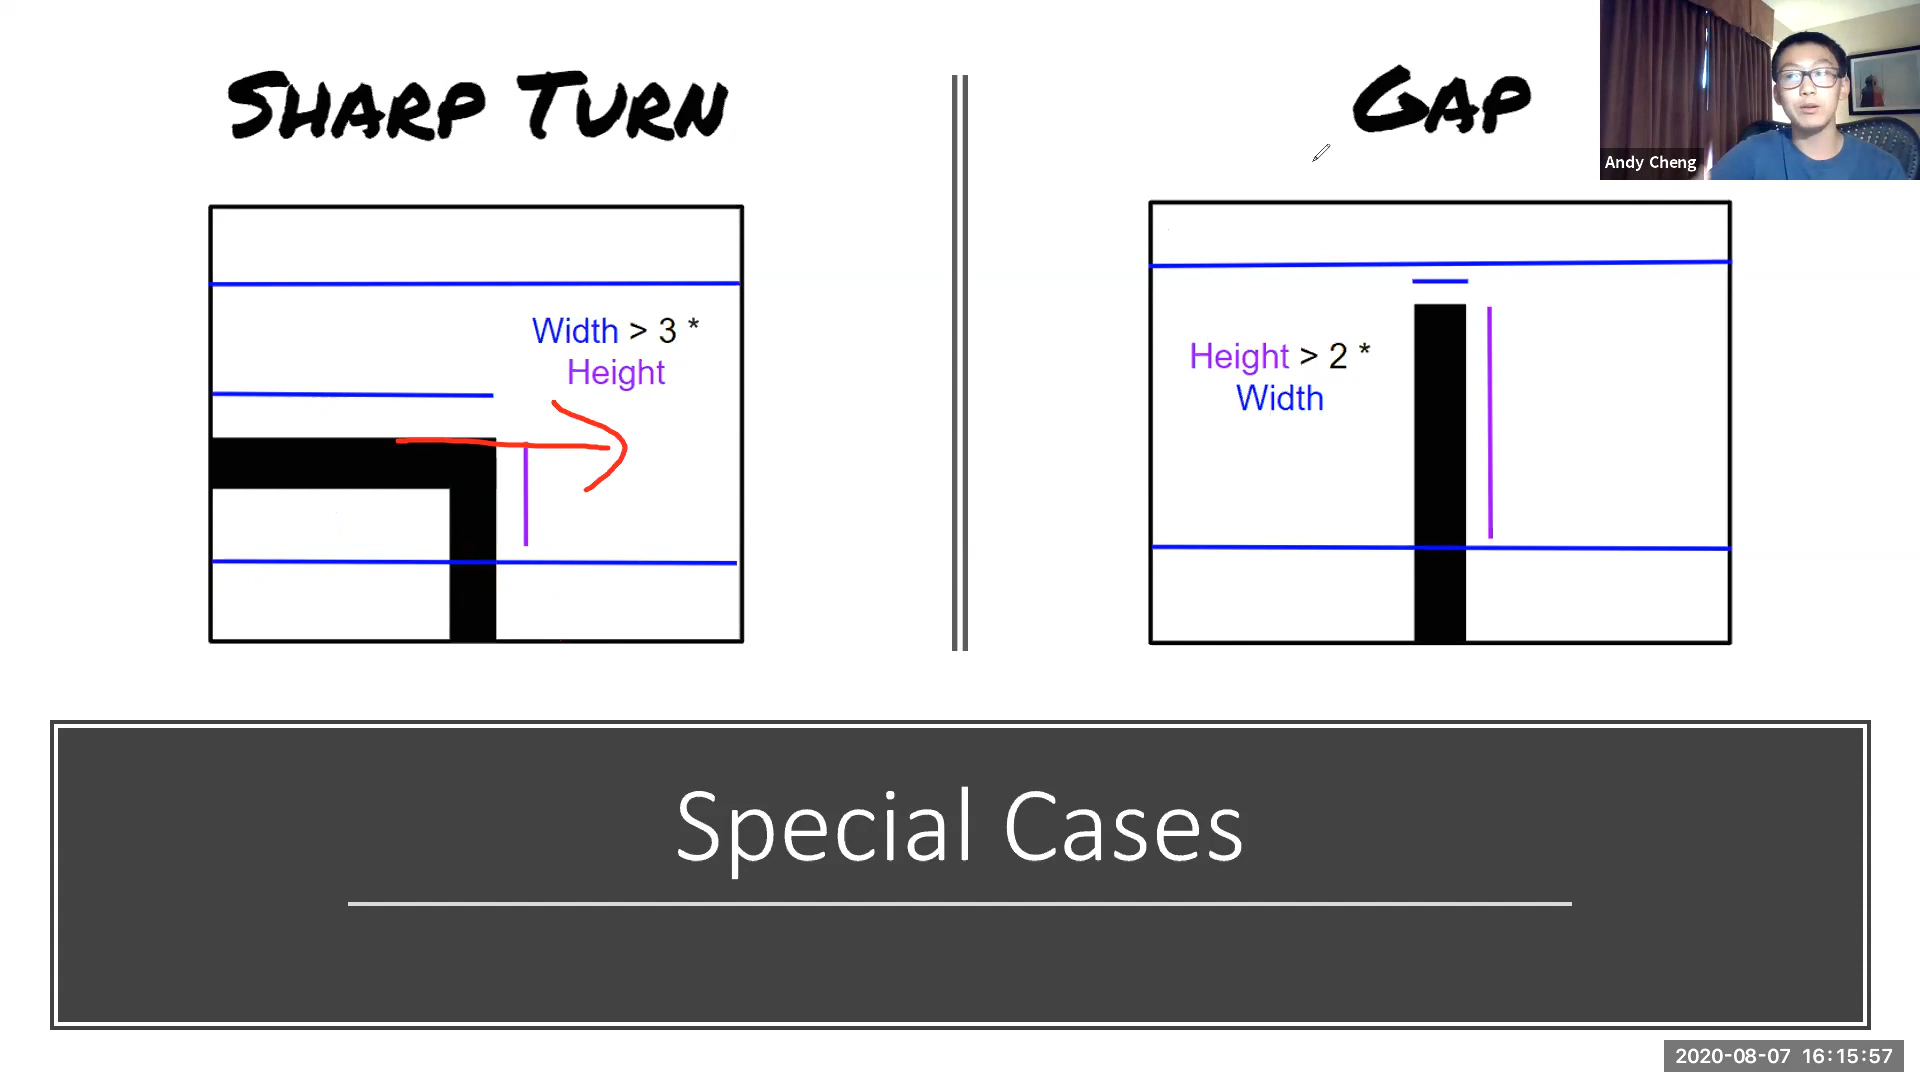 SHARP TURN
GAP
Andy Cheng
Width > 3 *
Height
Height > 2 *
Width
Special Cases
2020-08-07 16:15:57